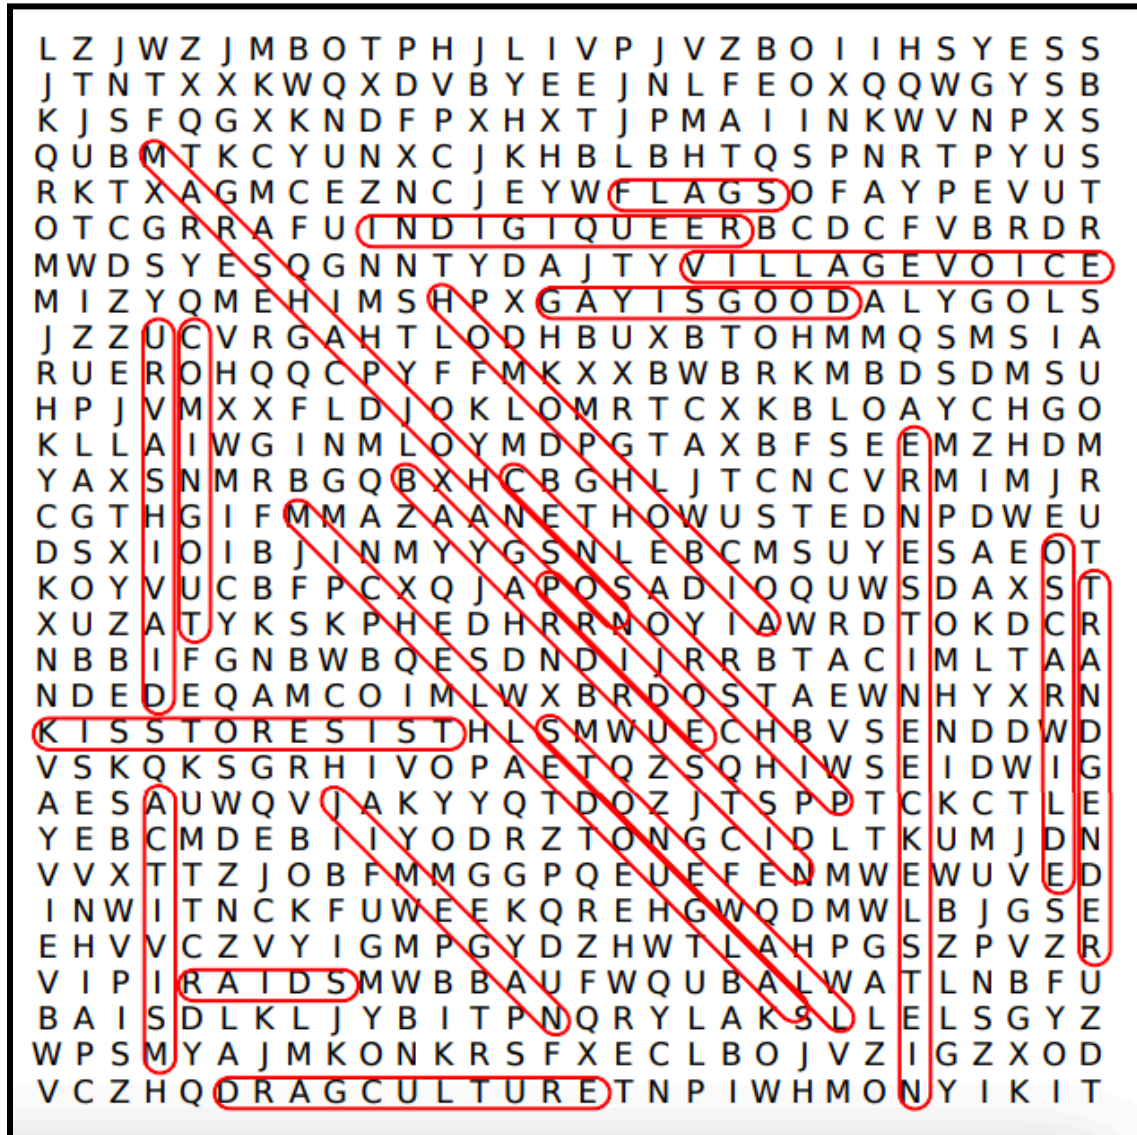 L Z J W Z J M B O T P H J L I V P J V Z B O I I H S Y E S S
J T N T X X K W Q X D V B Y E E J N L F E O X Q Q W G Y S B
K J S F Q G X K N D F P X H X T J P M A I I N K W V N P X S
Q U B M T K C Y U N X C J K H B L B H T Q S P N R T P Y U S
R K T X A G M C E Z N C J E Y W F L A G S O F A Y P E V U T
O T C G R R A F U I N D I G I Q U E E R B C D C F V B R D R
M W D S Y E S Q G N N T Y D A J T Y V I L L A G E V O I C E
M I Z Y Q M E H I M S H P X G A Y I S G O O D A L Y G O L S
J Z Z U C V R G A H T L O D H B U X B T O H M M Q S M S I A
R U E R O H Q Q C P Y F F M K X X B W B R K M B D S D M S U
H P J V M X X F L D J O K L O M R T C X K B L O A Y C H G O
K L L A I W G I N M L O Y M D P G T A X B F S E E M Z H D M
Y A X S N M R B G Q B X H C B G H L J T C N C V R M I M J R
C G T H G I F M M A Z A A N E T H O W U S T E D N P D W E U
D S X I O I B J I N M Y Y G S N L E B C M S U Y E S A E O T
K O Y V U C B F P C X Q J A P O S A D I Q Q U W S D A X S T
X U Z A T Y K S K P H E D H R R N O Y I A W R D T O K D C R
N B B I F G N B W B Q E S D N D I J R R B T A C I M L T A A
N D E D E Q A M C O I M L W X B R D O S T A E W N H Y X R N
K I S S T O R E S I S T H L S M W U E C H B V S E N D D W D
V S K Q K S G R H I V O P A E T Q Z S Q H I W S E I D W I G
A E S A U W Q V J A K Y Y Q T D O Z J T S P P T C K C T L E
Y E B C M D E B I I Y O D R Z T O N G C I D L T K U M J D N
V V X T T Z J O B F M M G G P Q E U E F E N M W E W U V E D
I N W I T N C K F U W E E K Q R E H G W Q D M W L B J G S E
E H V V C Z V Y I G M P G Y D Z H W T L A H P G S Z P V Z R
V I P I R A I D S M W B B A U F W Q U B A L W A T L N B F U
B A I S D L K L J Y B I T P N Q R Y L A K S L L E L S G Y Z
W P S M Y A J M K O N K R S F X E C L B O J V Z I G Z X O D
V C Z H Q D R A G C U L T U R E T N P I W H M O N Y I K I T